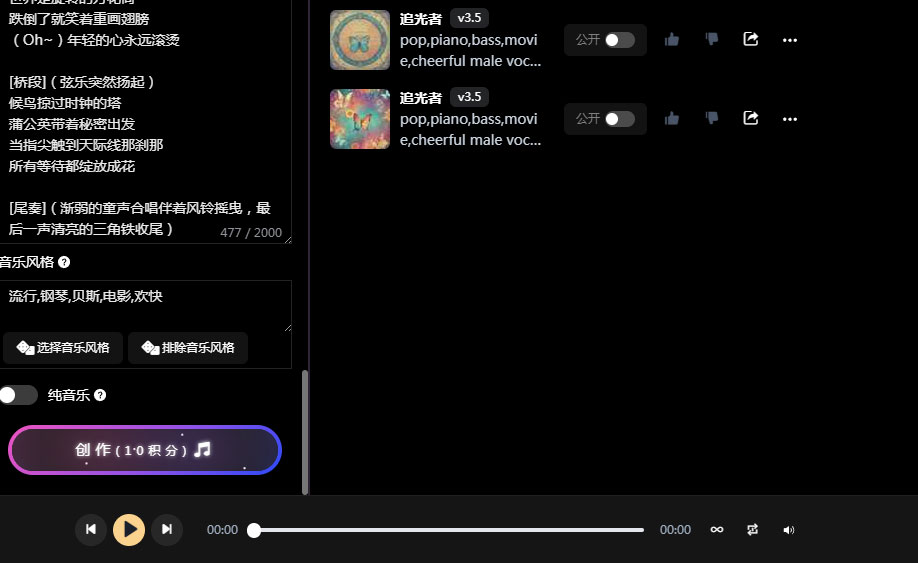 跌倒了就笑着重画翅膀
（Oh~）年轻的心永远滚烫
[桥段]（弦乐突然扬起）
候鸟掠过时钟的塔
蒲公英带着秘密出发
当指尖触到天际线那刹那
所有等待都绽放成花
[尾奏]（渐弱的童声合唱伴着风铃摇曳，最
后一声清亮的三角铁收尾）
477 / 2000
音乐风格
流行,钢琴,贝斯,电影,欢快
选择音乐风格 排除音乐风格
纯音乐
创 作 ( 10 积 分 )
追光者 v3.5
pop,piano,bass,movi
e,cheerful male voc...
公开
追光者 v3.5
pop,piano,bass,movi
e,cheerful male voc...
公开
00:00 00:00